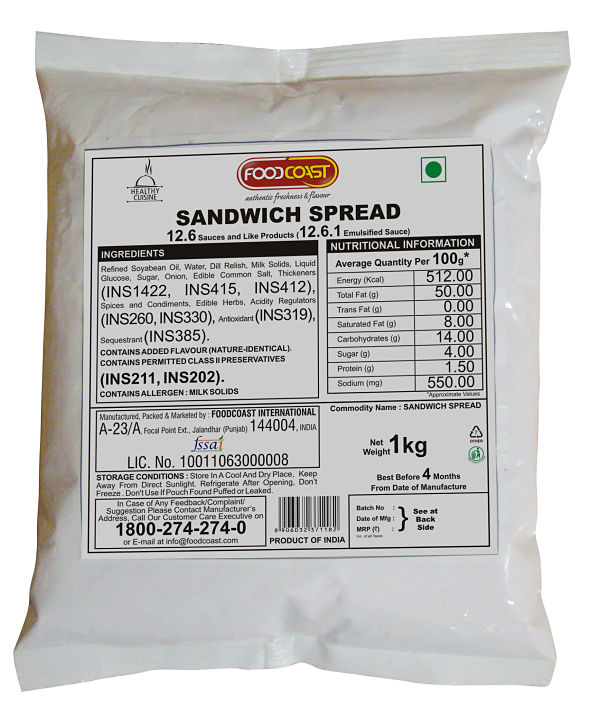 HEALTHY
CUISINE
FOODCOAST
authentic freshness & flavour
SANDWICH SPREAD
12.6 Sauces and Like Products (12.6.1 Emulsified Sauce)
INGREDIENTS
Refined Soyabean Oil, Water, Dill Relish, Milk Solids, Liquid
Glucose, Sugar, Onion, Edible Common Salt, Thickeners
(INS1422, INS415, INS412),
Spices and Condiments, Edible Herbs, Acidity Regulators
(INS260, INS330), Antioxidant (INS319),
Sequestrant (INS385).
CONTAINS ADDED FLAVOUR (NATURE-IDENTICAL).
CONTAINS PERMITTED CLASS II PRESERVATIVES
(INS211, INS202).
CONTAINS ALLERGEN : MILK SOLIDS
NUTRITIONAL INFORMATION
Average Quantity Per 100g*
Energy (Kcal) 512.00
Total Fat (g) 50.00
Trans Fat (g) 0.00
Saturated Fat (g) 8.00
Carbohydrates (g) 14.00
Sugar (g) 4.00
Protein (g) 1.50
Sodium (mg) 550.00
*Approximate Values
Manufactured, Packed & Marketed by : FOODCOAST INTERNATIONAL
A-23/A, Focal Point Ext., Jalandhar (Punjab) 144004, INDIA
fssai
LIC. No. 10011063000008
STORAGE CONDITIONS : Store In A Cool And Dry Place, Keep
Away From Direct Sunlight. Refrigerate After Opening, Don't
Freeze . Don't Use If Pouch Found Puffed or Leaked.
In Case of Any Feedback/Complaint/
Suggestion Please Contact Manufacturer's
Address, Call Our Customer Care Executive on
1800-274-274-0
or E-mail at info@foodcoast.com
8 906032 371182
PRODUCT OF INDIA
Commodity Name : SANDWICH SPREAD
Net
Weight 1kg
OTHER
Best Before 4 Months
From Date of Manufacture
Batch No :
Date of Mfg :
MRP (₹) :
Inc. of all Taxes
See at
Back
Side